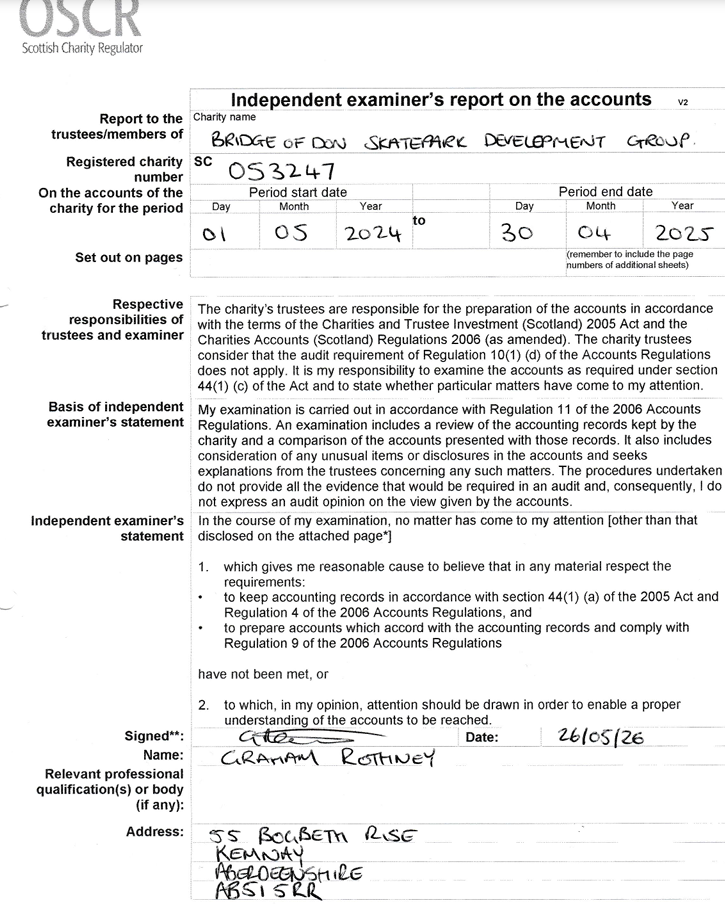 OSCR
Scottish Charity Regulator
Independent examiner's report on the accounts v2
Report to the trustees/members of
Charity name
BRIDGE OF DON SKATEPARK DEVELOPMENT GROUP.
Registered charity number
SC 053247
On the accounts of the charity for the period
Period start date
Period end date
Day Month Year
to
Day Month Year
01 05 2024
30 04 2025
Set out on pages
(remember to include the page
numbers of additional sheets)
Respective
responsibilities of
trustees and examiner
The charity's trustees are responsible for the preparation of the accounts in accordance
with the terms of the Charities and Trustee Investment (Scotland) 2005 Act and the
Charities Accounts (Scotland) Regulations 2006 (as amended). The charity trustees
consider that the audit requirement of Regulation 10(1) (d) of the Accounts Regulations
does not apply. It is my responsibility to examine the accounts as required under section
44(1) (c) of the Act and to state whether particular matters have come to my attention.
Basis of independent
examiner's statement
My examination is carried out in accordance with Regulation 11 of the 2006 Accounts
Regulations. An examination includes a review of the accounting records kept by the
charity and a comparison of the accounts presented with those records. It also includes
consideration of any unusual items or disclosures in the accounts and seeks
explanations from the trustees concerning any such matters. The procedures undertaken
do not provide all the evidence that would be required in an audit and, consequently, I do
not express an audit opinion on the view given by the accounts.
Independent examiner's
statement
In the course of my examination, no matter has come to my attention [other than that
disclosed on the attached page*]
1. which gives me reasonable cause to believe that in any material respect the
requirements:
• to keep accounting records in accordance with section 44(1) (a) of the 2005 Act and
Regulation 4 of the 2006 Accounts Regulations, and
• to prepare accounts which accord with the accounting records and comply with
Regulation 9 of the 2006 Accounts Regulations
have not been met, or
2. to which, in my opinion, attention should be drawn in order to enable a proper
understanding of the accounts to be reached.
Signed**:
Date: 26/05/26
Name: GRAHAM ROTHNEY
Relevant professional
qualification(s) or body
(if any):
Address: 55 BOGBETH RISE
KEMNAY
ABERDEENSHIRE
AB51 5RR